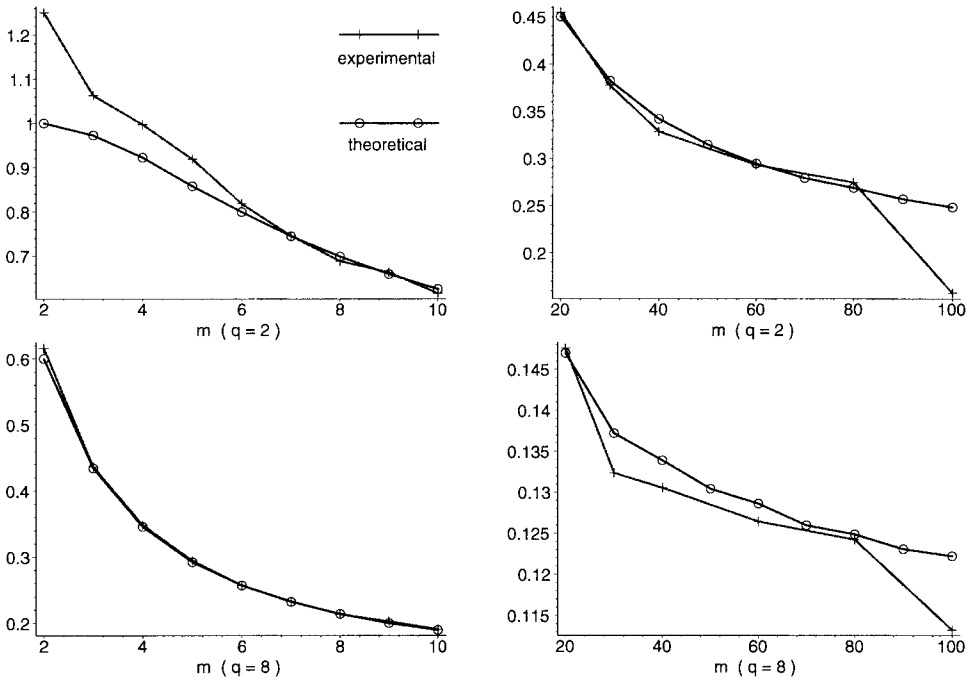 1.2
1.1
1
0.9
0.8
0.7
2 4 6 8 10
m ( q = 2 )
experimental
theoretical
0.45
0.4
0.35
0.3
0.25
0.2
20 40 60 80 100
m ( q = 2 )
0.6
0.5
0.4
0.3
0.2
2 4 6 8 10
m ( q = 8 )
0.145
0.14
0.135
0.13
0.125
0.12
0.115
20 40 60 80 100
m ( q = 8 )